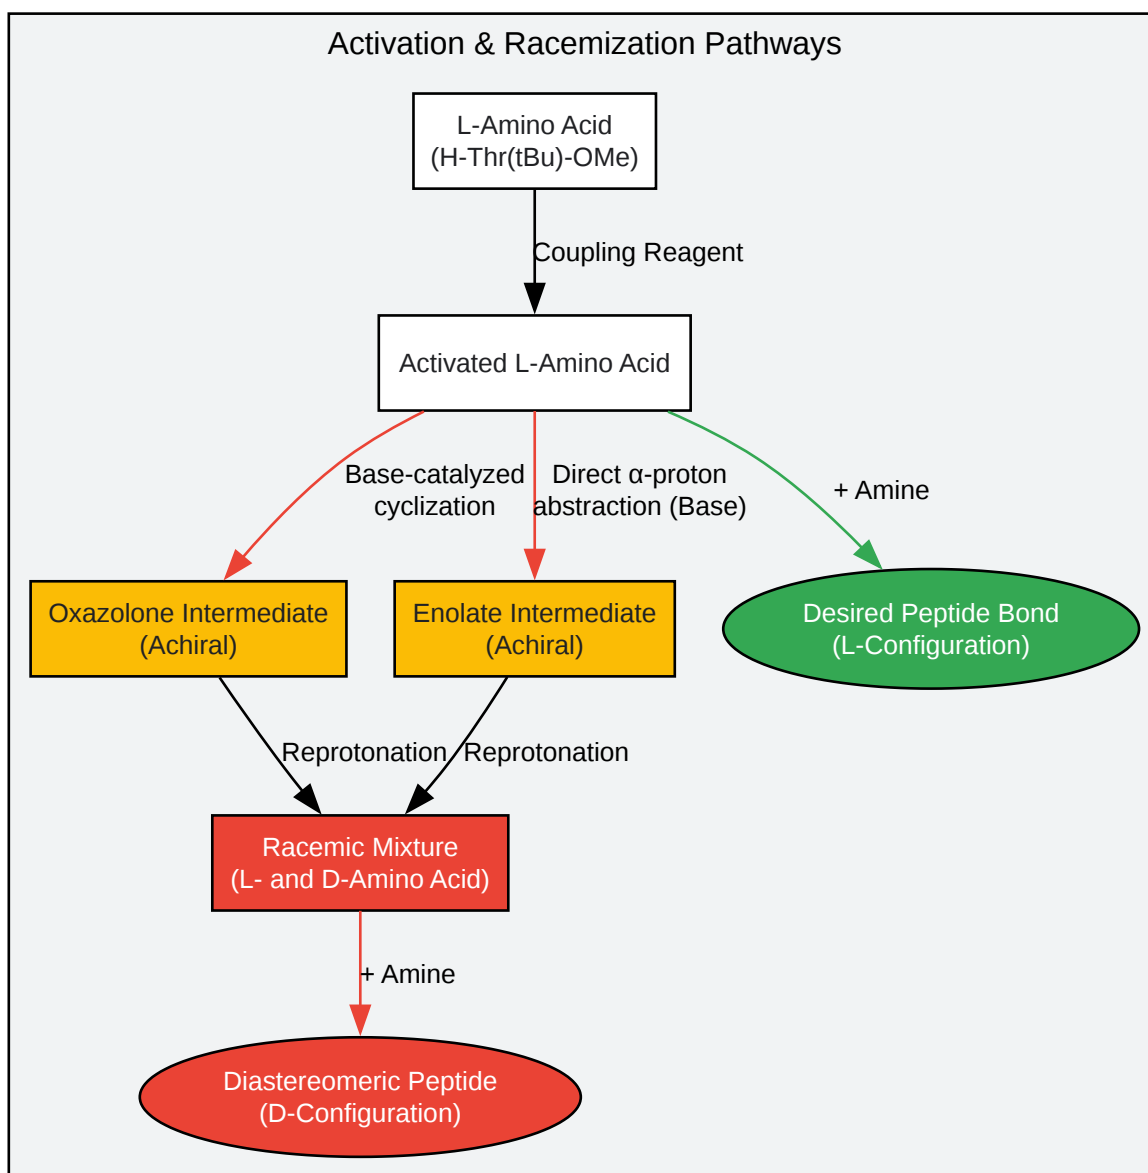 Activation & Racemization Pathways
L-Amino Acid
(H-Thr(tBu)-OMe)
Coupling Reagent
Activated L-Amino Acid
Base-catalyzed
cyclization
Direct α-proton
abstraction (Base)
+ Amine
Oxazolone Intermediate
(Achiral)
Enolate Intermediate
(Achiral)
Desired Peptide Bond
(L-Configuration)
Reprotonation
Reprotonation
Racemic Mixture
(L- and D-Amino Acid)
+ Amine
Diastereomeric Peptide
(D-Configuration)